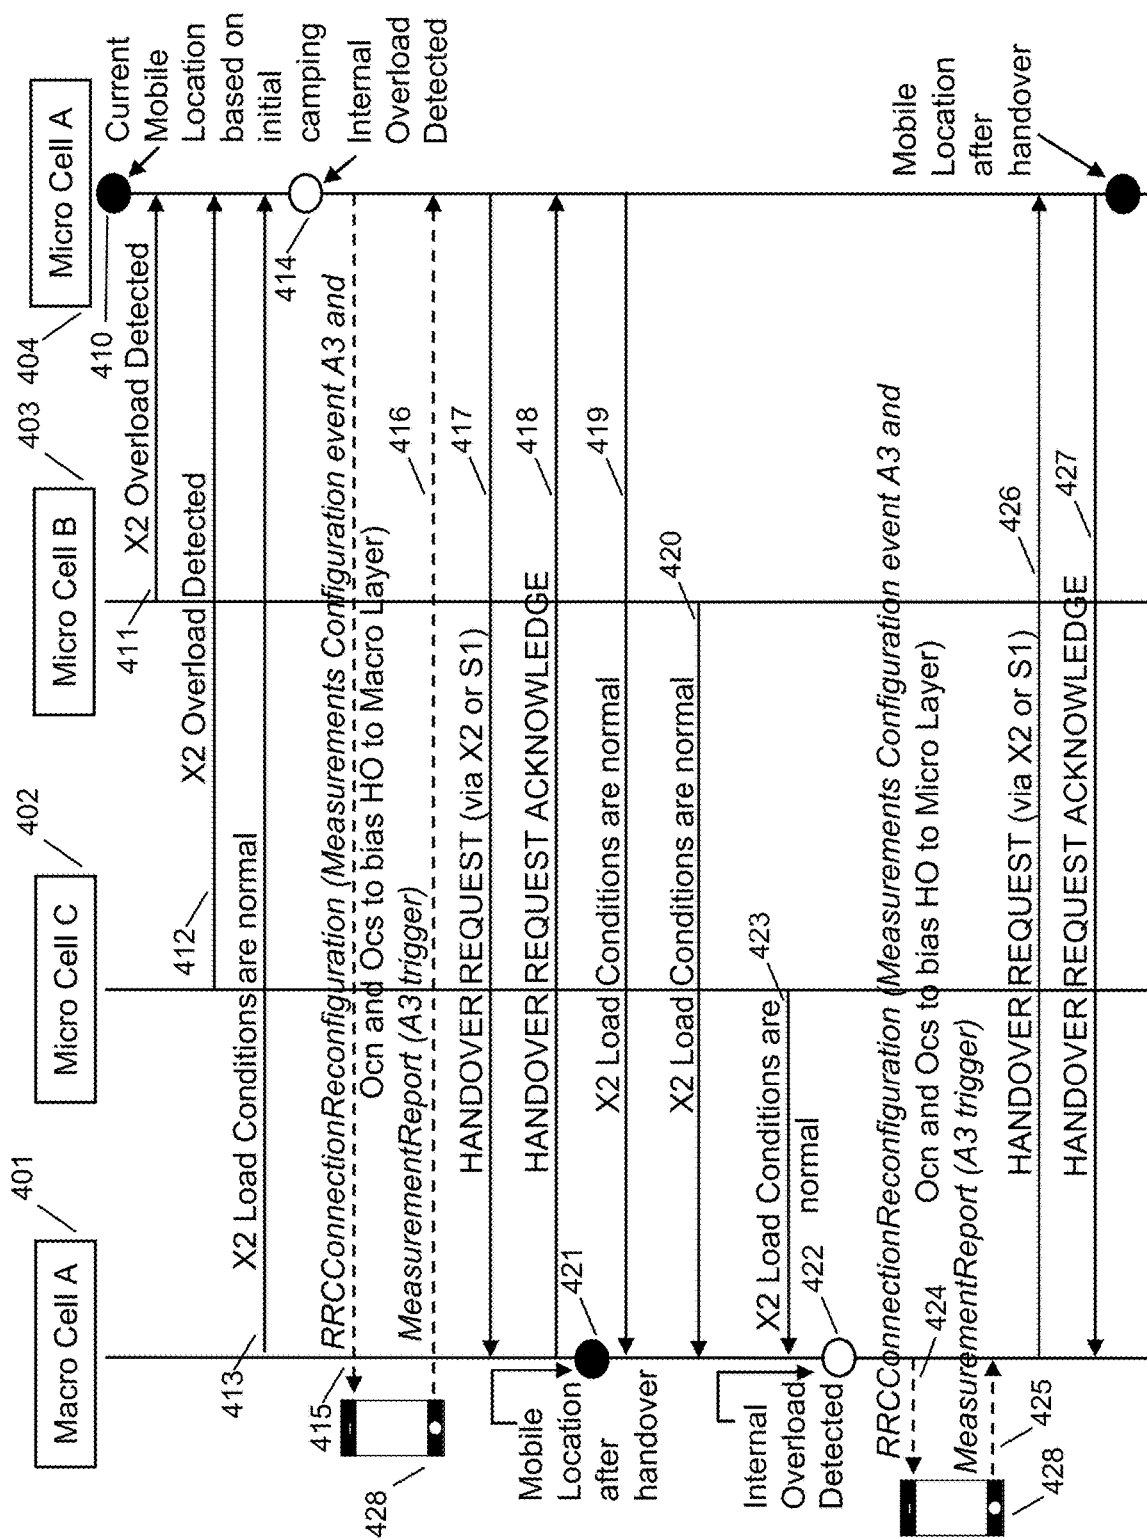 Macro Cell A
401
Micro Cell C
402
Micro Cell B
403
Micro Cell A
404
410
Current
Mobile
Location
based on
initial
camping
411
X2 Overload Detected
412
X2 Overload Detected
413
X2 Load Conditions are normal
414
Internal
Overload
Detected
415
RRCConnectionReconfiguration (Measurements Configuration event A3 and
Ocn and Ocs to bias HO to Macro Layer)
MeasurementReport (A3 trigger)
416
428
HANDOVER REQUEST (via X2 or S1)
417
HANDOVER REQUEST ACKNOWLEDGE
418
Mobile
Location
after
handover
421
X2 Load Conditions are normal
419
X2 Load Conditions are normal
420
X2 Load Conditions are
normal
423
Internal
Overload
Detected
422
RRCConnectionReconfiguration (Measurements Configuration event A3 and
Ocn and Ocs to bias HO to Micro Layer)
424
MeasurementReport (A3 trigger)
425
428
HANDOVER REQUEST (via X2 or S1)
426
HANDOVER REQUEST ACKNOWLEDGE
427
Mobile
Location
after
handover